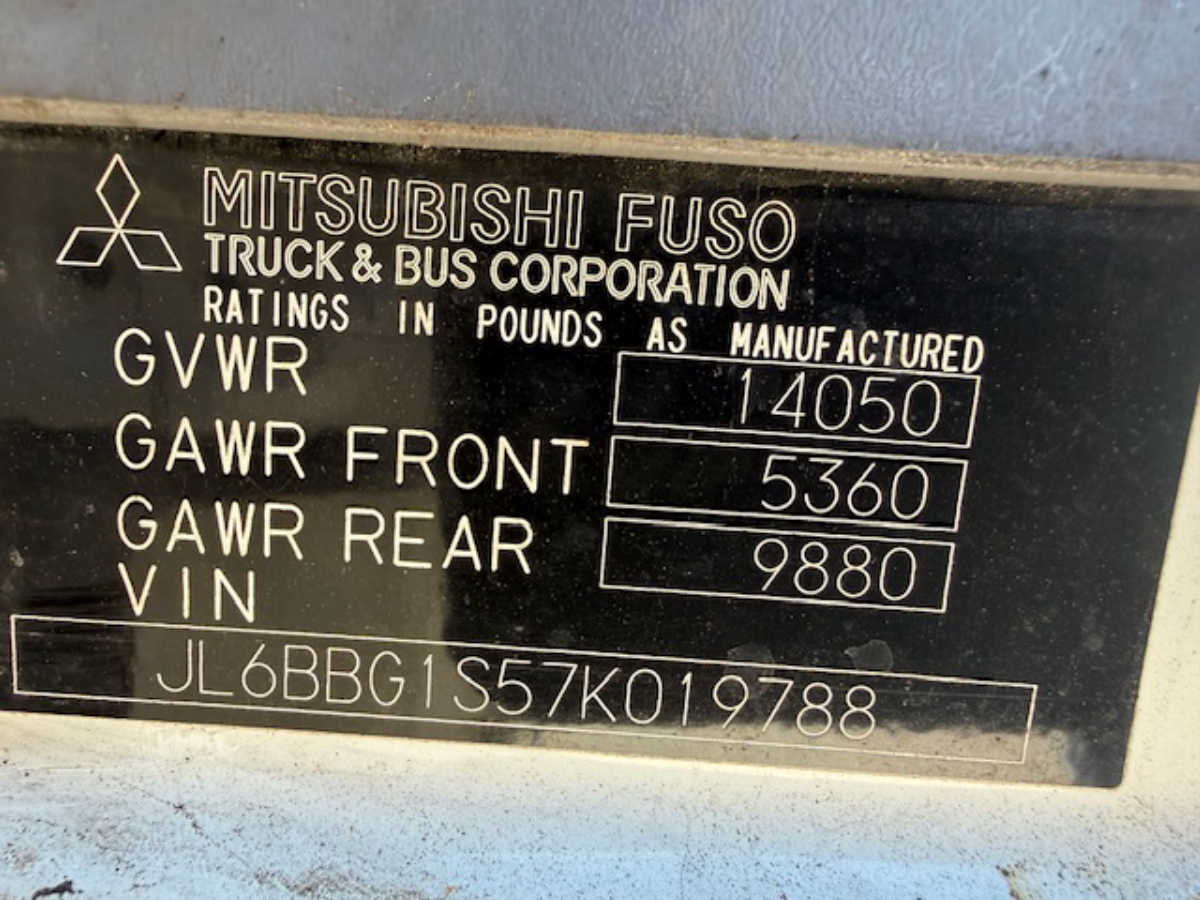 MITSUBISHI FUSO
TRUCK & BUS CORPORATION
RATINGS IN POUNDS AS MANUFACTURED
GVWR 14050
GAWR FRONT 5360
GAWR REAR 9880
VIN
JL6BBG1S57K019788